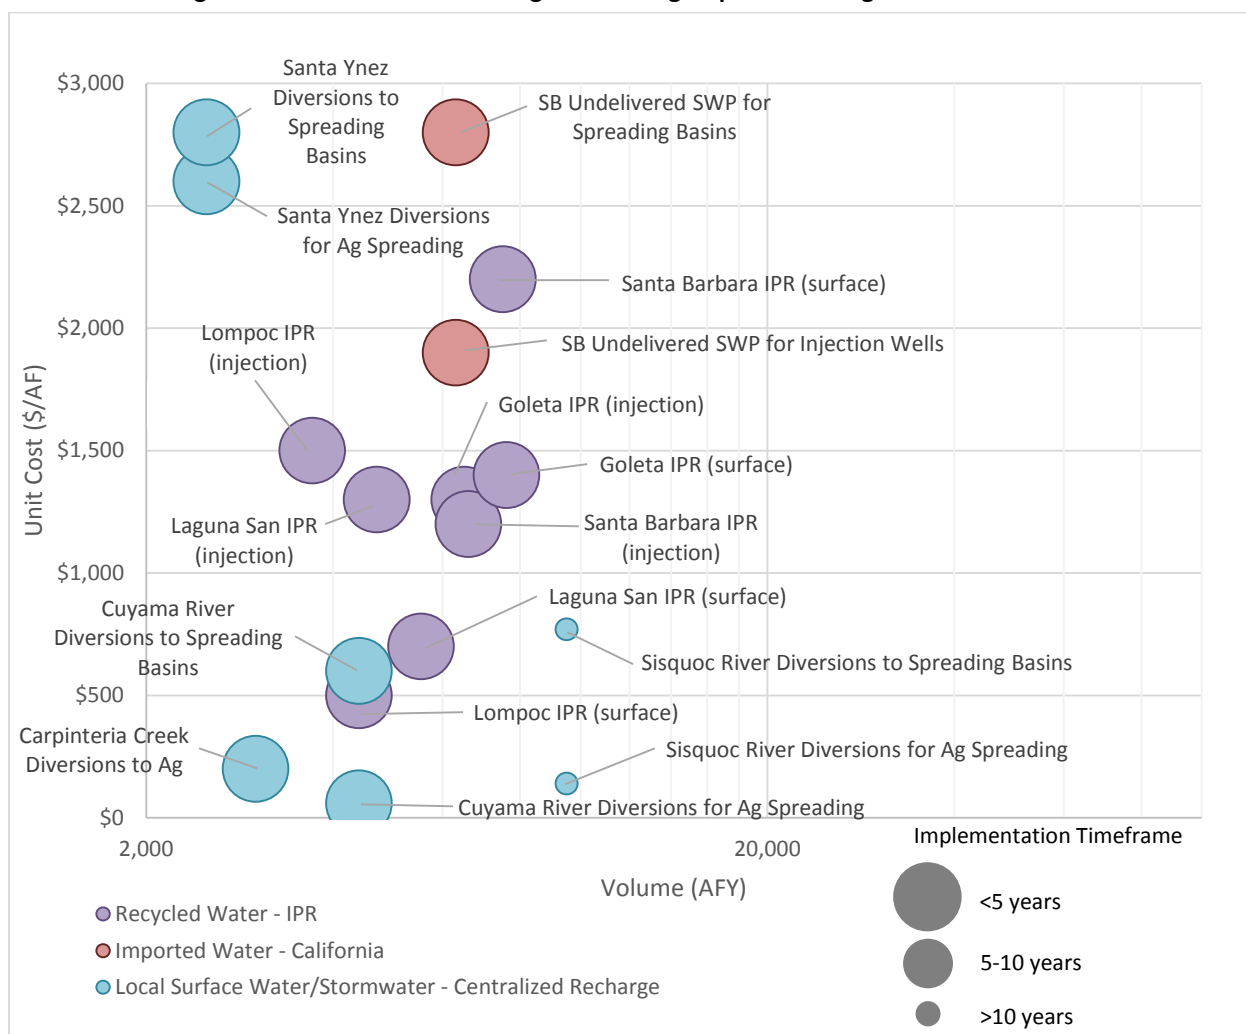 $3,000
$2,500
$2,000
$1,500
$1,000
$500
$0
Unit Cost ($/AF)
2,000
20,000
Volume (AFY)
Santa Ynez
Diversions to
Spreading
Basins
SB Undelivered SWP for
Spreading Basins
Santa Ynez Diversions
for Ag Spreading
Santa Barbara IPR (surface)
Lompoc IPR
(injection)
SB Undelivered SWP for Injection Wells
Goleta IPR (injection)
Goleta IPR (surface)
Laguna San IPR
(injection)
Santa Barbara IPR
(injection)
Laguna San IPR (surface)
Cuyama River
Diversions to Spreading
Basins
Sisquoc River Diversions to Spreading Basins
Lompoc IPR (surface)
Carpinteria Creek
Diversions to Ag
Sisquoc River Diversions for Ag Spreading
Cuyama River Diversions for Ag Spreading
Implementation Timeframe
<5 years
5-10 years
>10 years
Recycled Water - IPR
Imported Water - California
Local Surface Water/Stormwater - Centralized Recharge